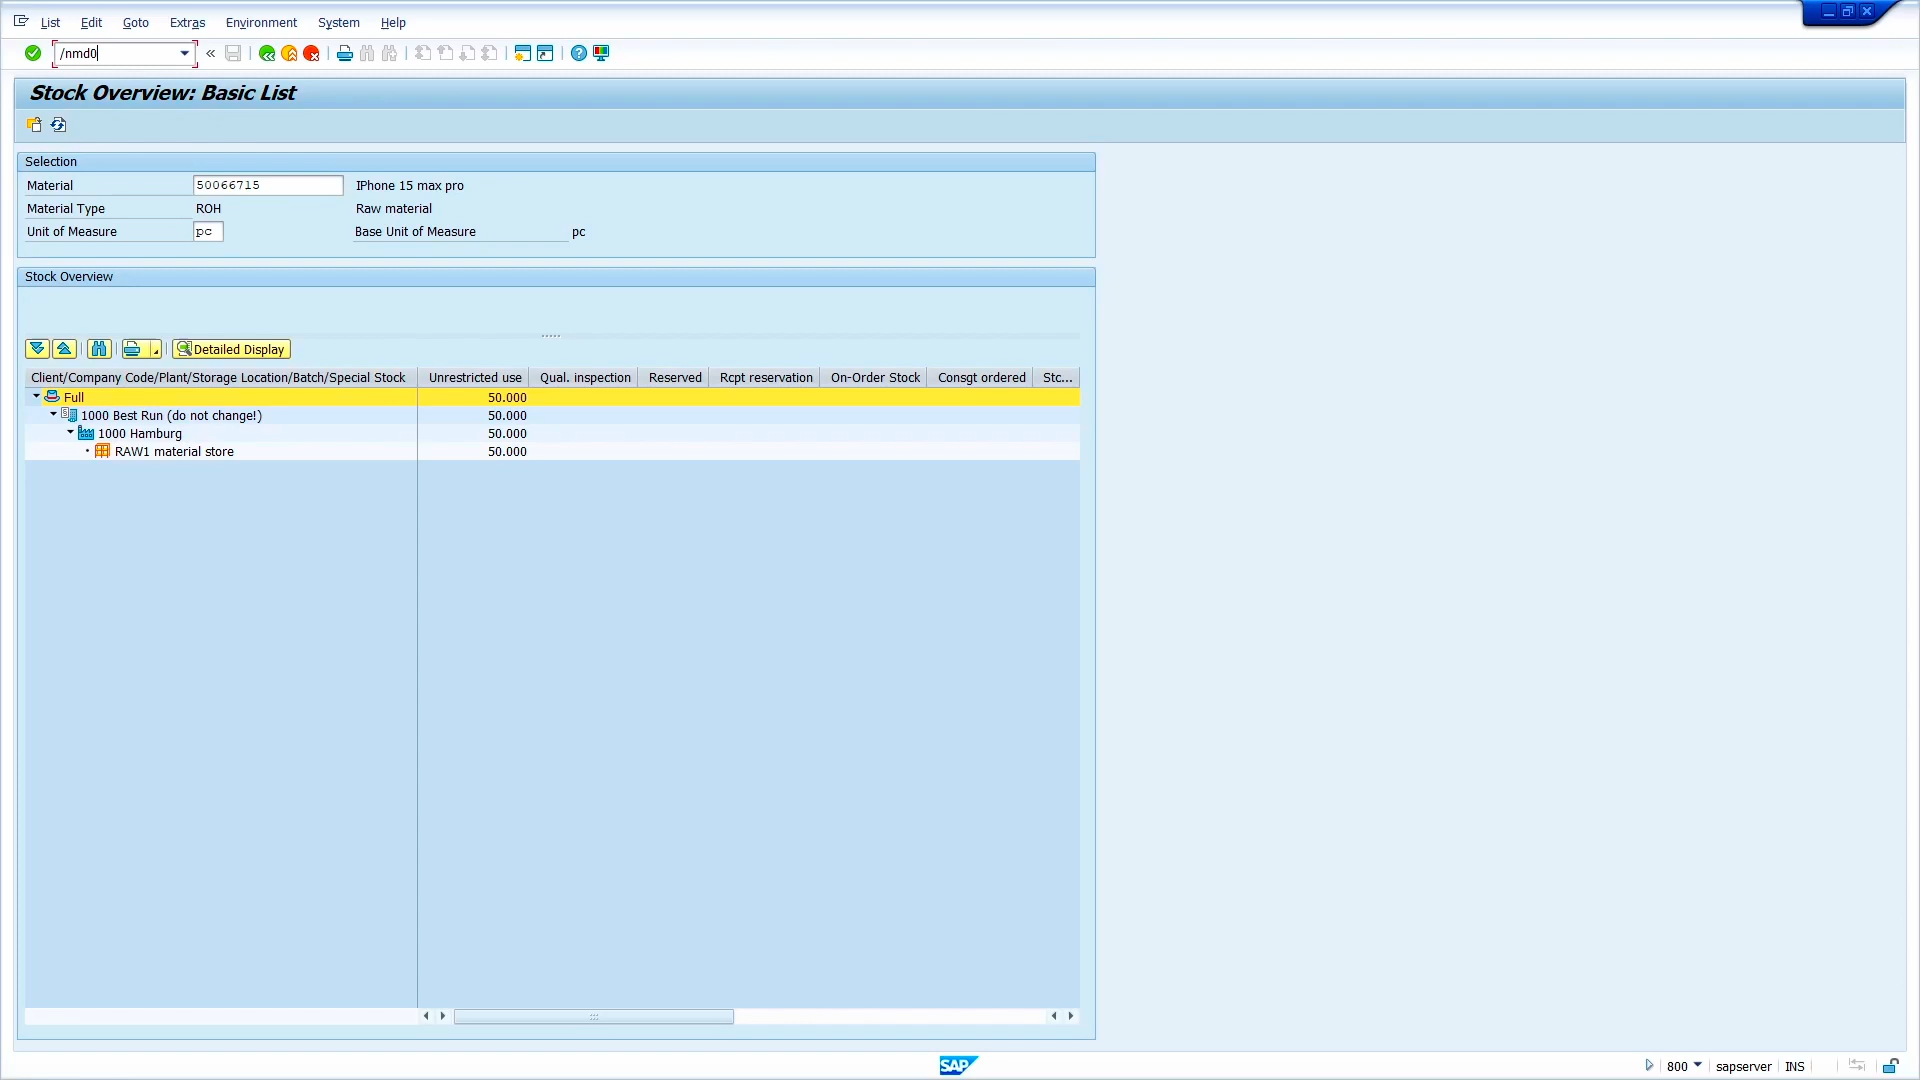 List Edit Goto Extras Environment System Help
/nmd0
Stock Overview: Basic List
Selection
Material 50066715 IPhone 15 max pro
Material Type ROH Raw material
Unit of Measure pc Base Unit of Measure pc
Stock Overview
Detailed Display
Client/Company Code/Plant/Storage Location/Batch/Special Stock Unrestricted use Qual. inspection Reserved Rcpt reservation On-Order Stock Consgt ordered Stc...
Full 50.000
1000 Best Run (do not change!) 50.000
1000 Hamburg 50.000
RAW1 material store 50.000
SAP 800 sapserver INS